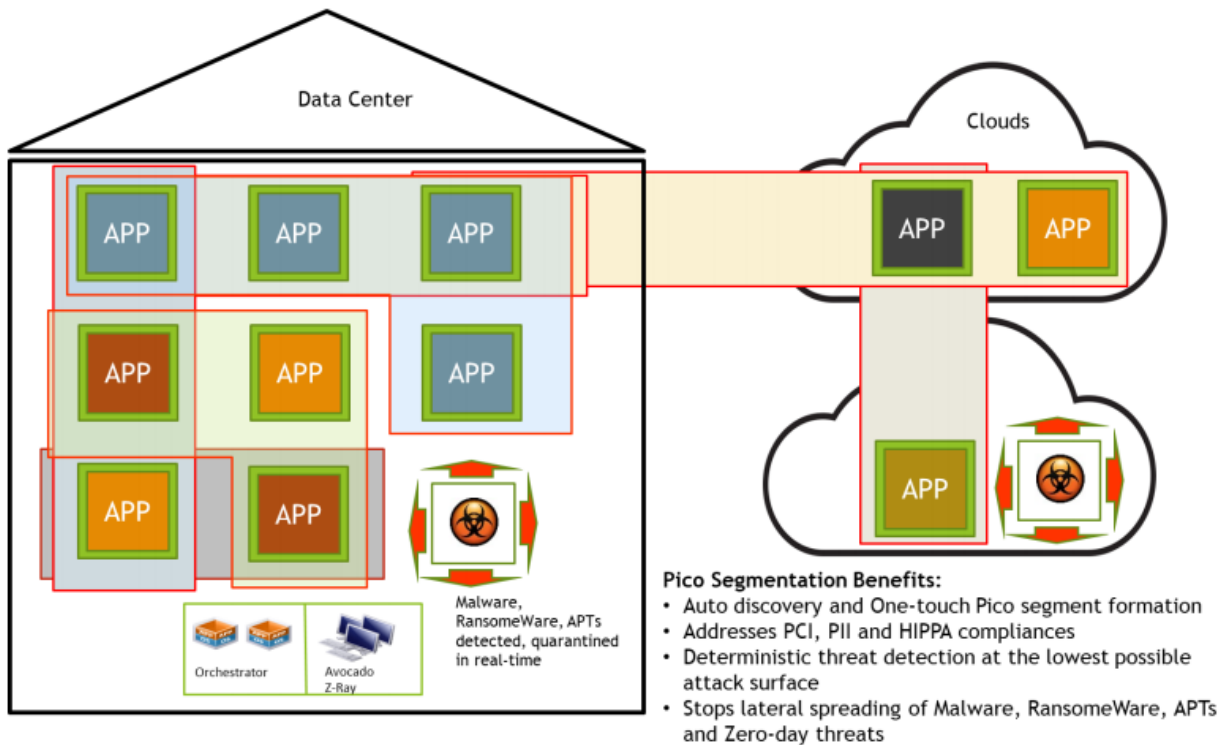 Data Center
Clouds
APP
APP
APP
APP
APP
APP
APP
APP
APP
APP
APP
Malware,
RansomeWare, APTs
detected, quarantined
in real-time
Orchestrator
Avocado
Z-Ray
Pico Segmentation Benefits:
• Auto discovery and One-touch Pico segment formation
• Addresses PCI, PII and HIPPA compliances
• Deterministic threat detection at the lowest possible
attack surface
• Stops lateral spreading of Malware, RansomeWare, APTs
and Zero-day threats